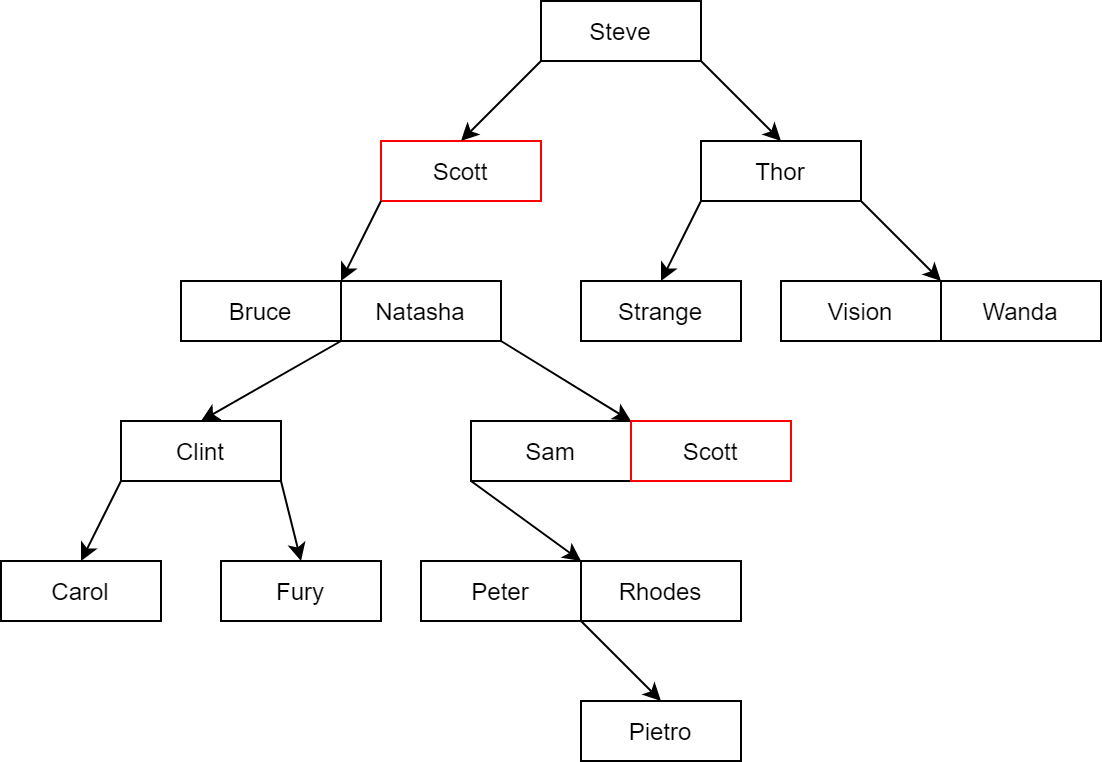 Steve
Scott
Thor
Bruce
Natasha
Strange
Vision
Wanda
Clint
Sam
Scott
Carol
Fury
Peter
Rhodes
Pietro